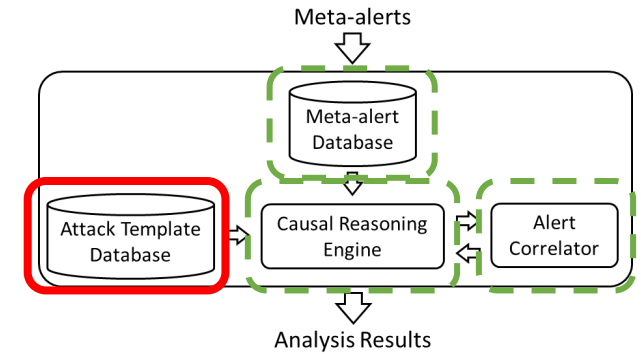 Meta-alerts
Meta-alert
Database
Attack Template
Database
Causal Reasoning
Engine
Alert
Correlator
Analysis Results